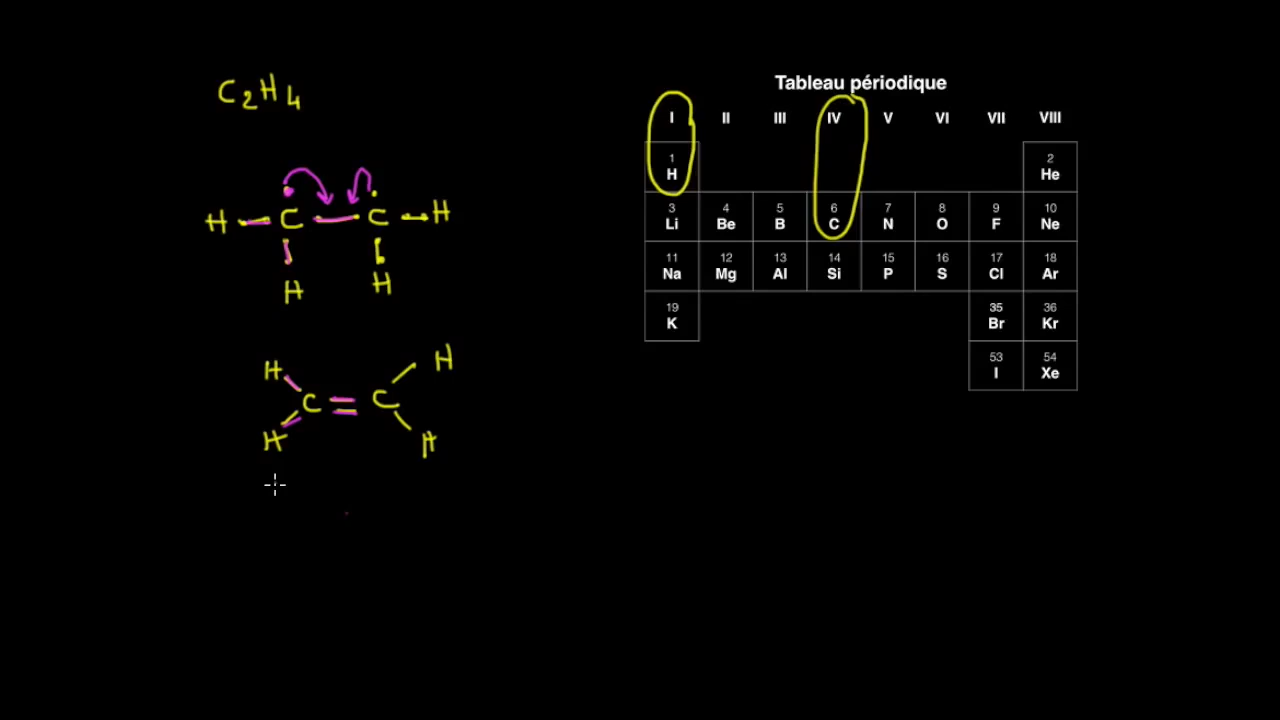 C2H4
H C C H
H H
H H
C = C
H H
Tableau périodique
I II III IV V VI VII VIII
1 2
H He
3 4 5 6 7 8 9 10
Li Be B C N O F Ne
11 12 13 14 15 16 17 18
Na Mg Al Si P S Cl Ar
19 35 36
K Br Kr
53 54
I Xe